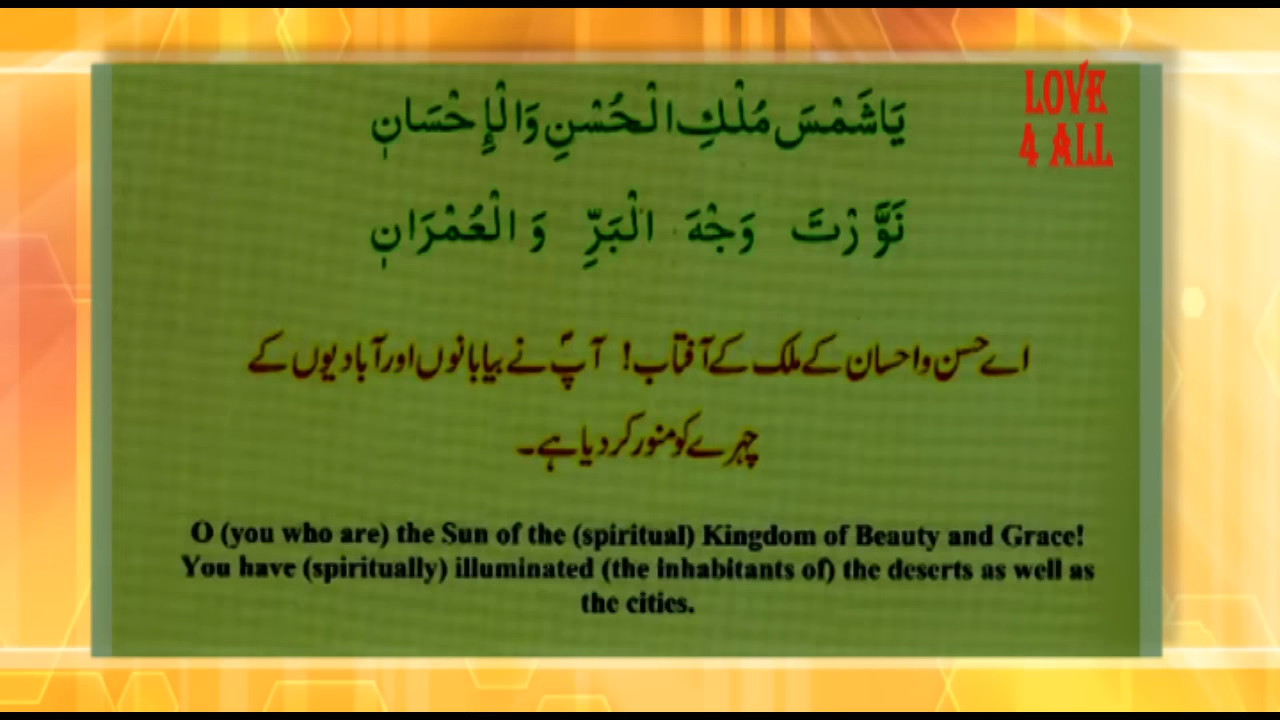 يَاشَمْسَ مُلْكِ الْحُسْنِ وَالْإِحْسَانٖ
LOVE
4 ALL
نَوَّرْتَ وَجْهَ الْبَرِّ وَ الْعُمْرَانٖ
اے حسن و احسان کے ملک کے آفتاب! آپؐ نے بیابانوں اور آبادیوں کے
چہرے کو منور کر دیا ہے۔
O (you who are) the Sun of the (spiritual) Kingdom of Beauty and Grace!
You have (spiritually) illuminated (the inhabitants of) the deserts as well as
the cities.